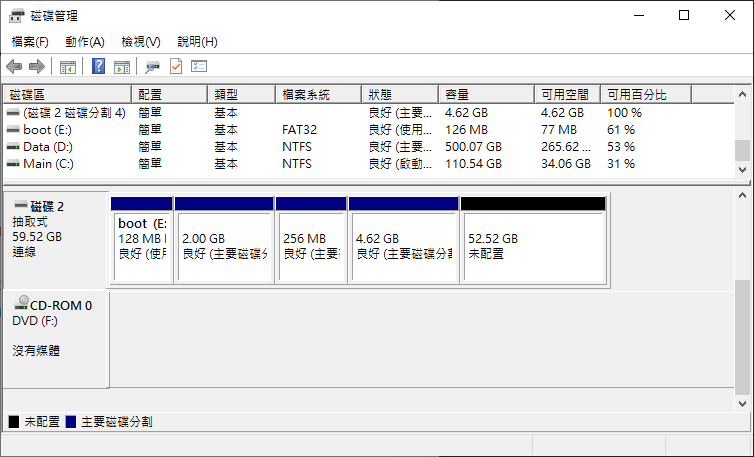 磁碟管理
檔案(F) 動作(A) 檢視(V) 說明(H)
磁碟區 配置 類型 檔案系統 狀態 容量 可用空間 可用百分比
(磁碟 2 磁碟分割 4) 簡單 基本 良好 (主要... 4.62 GB 4.62 GB 100 %
boot (E:) 簡單 基本 FAT32 良好 (使用... 126 MB 77 MB 61 %
Data (D:) 簡單 基本 NTFS 良好 (主要... 500.07 GB 265.62 ... 53 %
Main (C:) 簡單 基本 NTFS 良好 (啟動... 110.54 GB 34.06 GB 31 %
磁碟 2
抽取式
59.52 GB
連線
boot (E:
128 MB
良好 (使用
2.00 GB
良好 (主要磁碟分
256 MB
良好 (主要
4.62 GB
良好 (主要磁碟分割
52.52 GB
未配置
CD-ROM 0
DVD (F:)
沒有媒體
未配置 主要磁碟分割